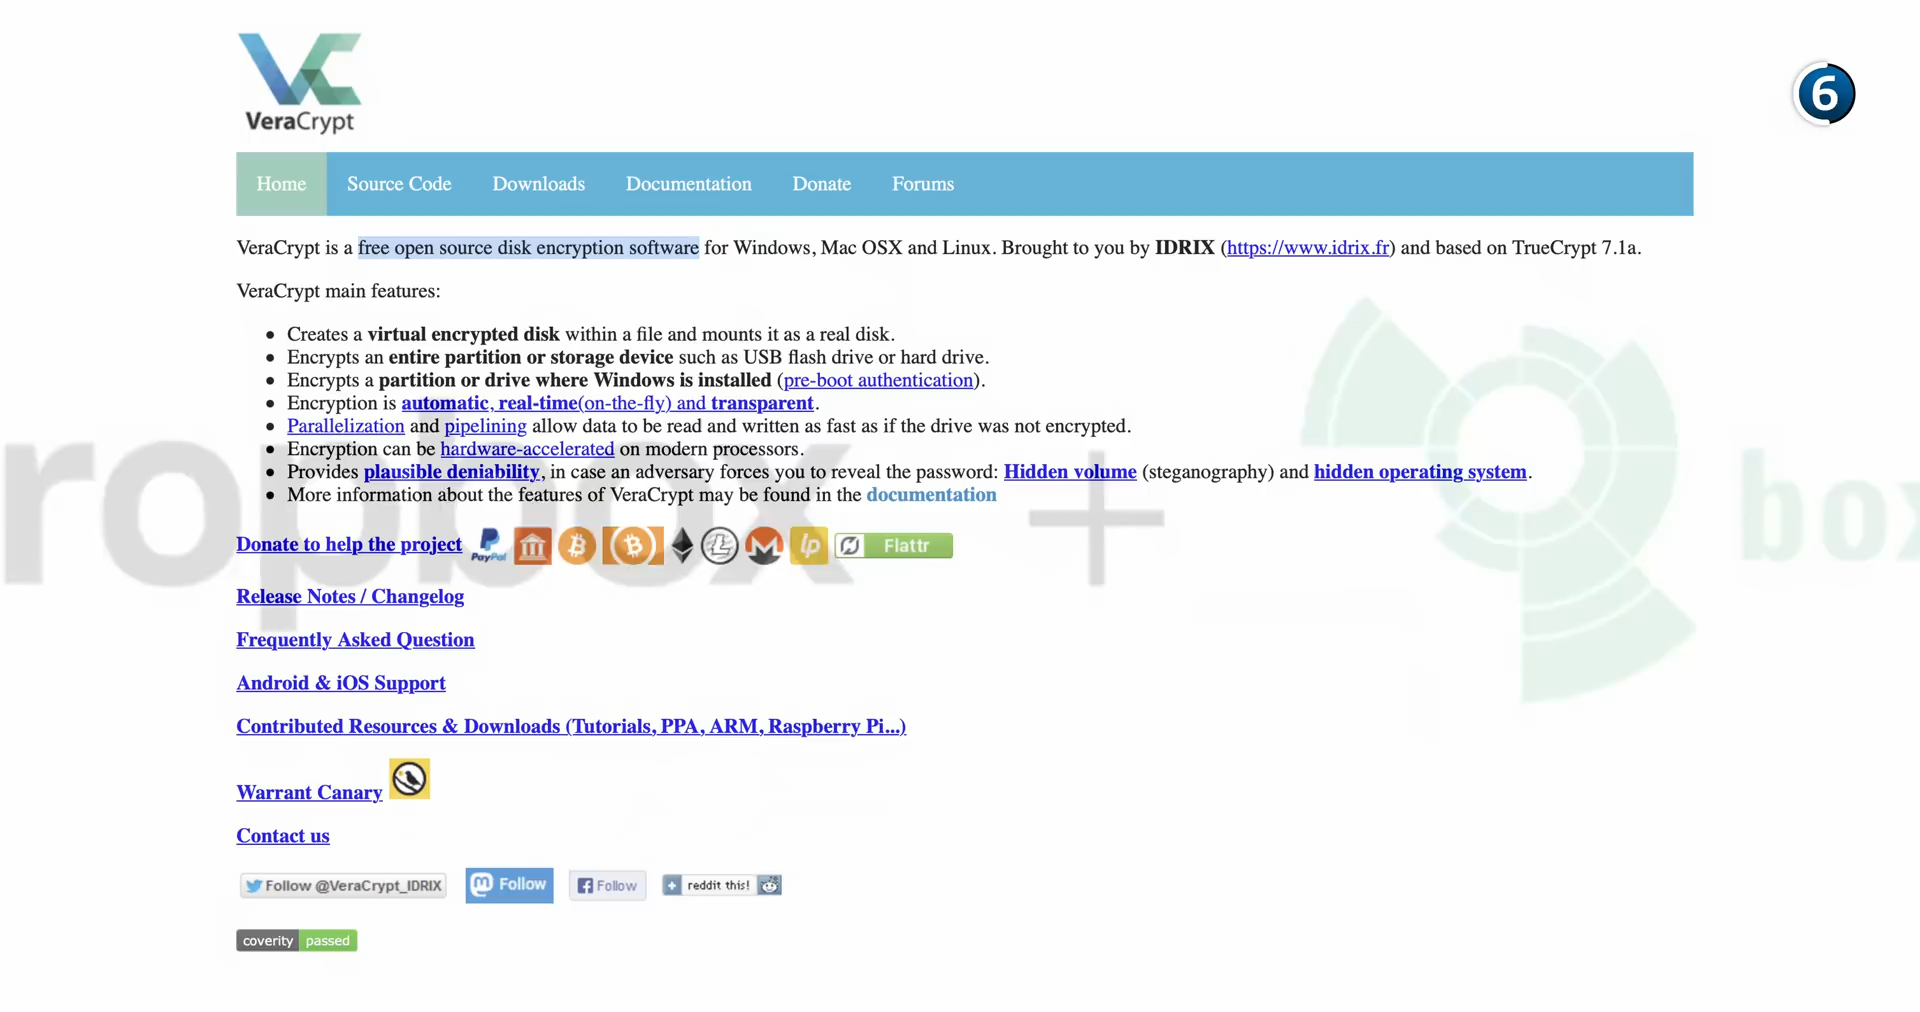 VeraCrypt
6
Home Source Code Downloads Documentation Donate Forums
VeraCrypt is a free open source disk encryption software for Windows, Mac OSX and Linux. Brought to you by IDRIX (https://www.idrix.fr) and based on TrueCrypt 7.1a.
VeraCrypt main features:
Creates a virtual encrypted disk within a file and mounts it as a real disk.
Encrypts an entire partition or storage device such as USB flash drive or hard drive.
Encrypts a partition or drive where Windows is installed (pre-boot authentication).
Encryption is automatic, real-time(on-the-fly) and transparent.
Parallelization and pipelining allow data to be read and written as fast as if the drive was not encrypted.
Encryption can be hardware-accelerated on modern processors.
Provides plausible deniability, in case an adversary forces you to reveal the password: Hidden volume (steganography) and hidden operating system.
More information about the features of VeraCrypt may be found in the documentation
ropbox + box
Donate to help the project PayPal lp Flattr
Release Notes / Changelog
Frequently Asked Question
Android & iOS Support
Contributed Resources & Downloads (Tutorials, PPA, ARM, Raspberry Pi...)
Warrant Canary
Contact us
Follow @VeraCrypt_IDRIX Follow Follow reddit this!
coverity passed